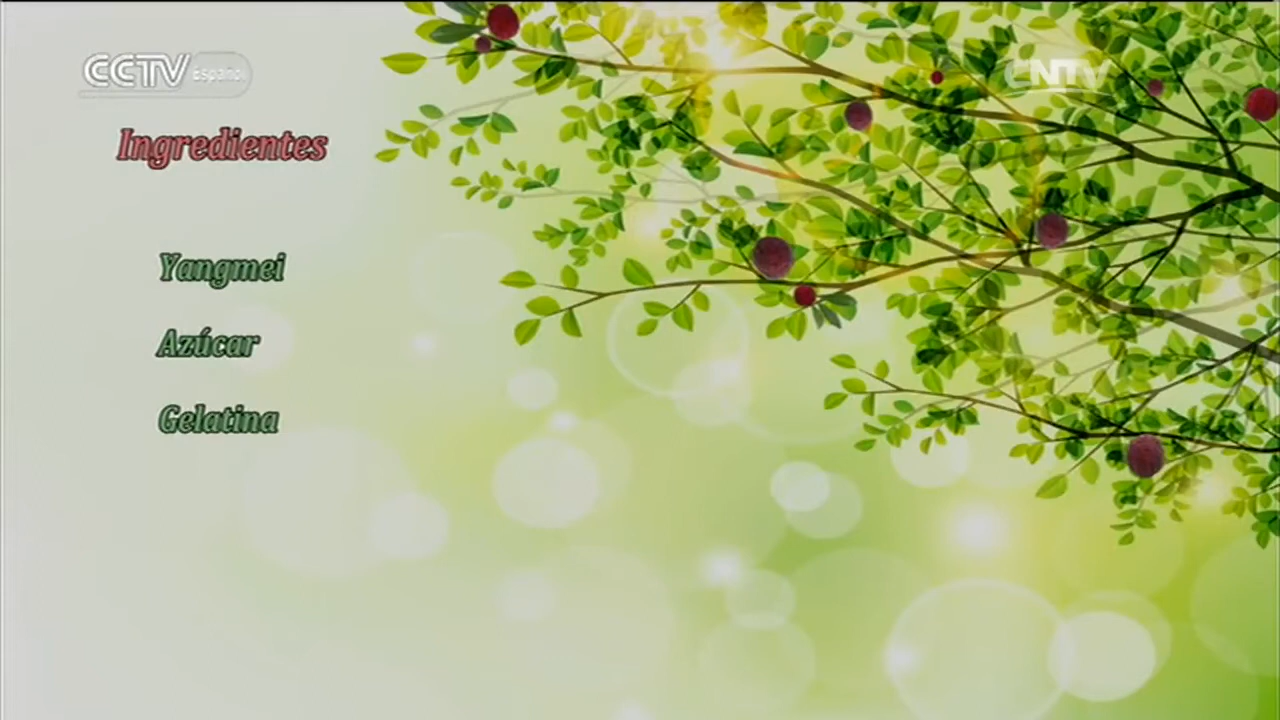 CCTV Español
CNTV
Ingredientes
Yangmei
Azúcar
Gelatina